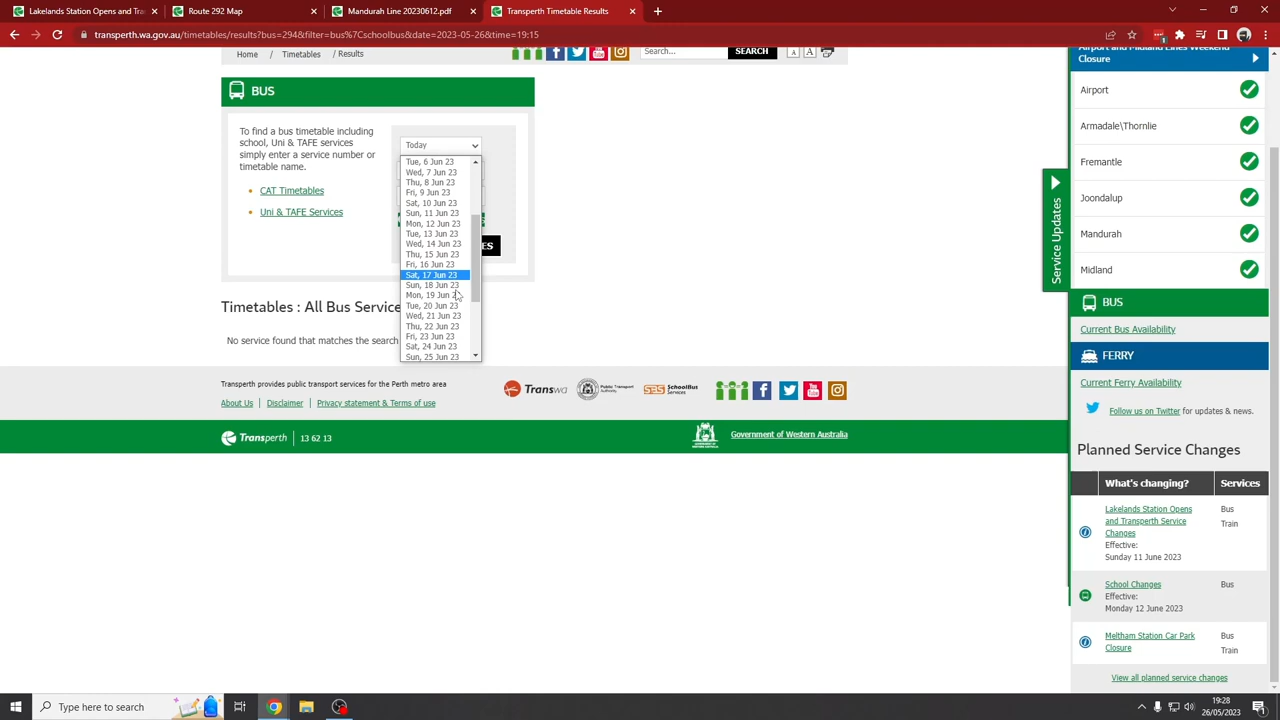 Lakelands Station Opens and Tra
Route 292 Map
Mandurah Line 20230612.pdf
Transperth Timetable Results
transperth.wa.gov.au/timetables/results?bus=294&filter=bus%7Cschoolbus&date=2023-05-26&time=19:15
Home / Timetables / Results
Search...
SEARCH
A
A
BUS
To find a bus timetable including
school, Uni & TAFE services
simply enter a service number or
timetable name.
CAT Timetables
Uni & TAFE Services
Today
Tue, 6 Jun 23
Wed, 7 Jun 23
Thu, 8 Jun 23
Fri, 9 Jun 23
Sat, 10 Jun 23
Sun, 11 Jun 23
Mon, 12 Jun 23
Tue, 13 Jun 23
Wed, 14 Jun 23
Thu, 15 Jun 23
Fri, 16 Jun 23
Sat, 17 Jun 23
Sun, 18 Jun 23
Mon, 19 Jun
Tue, 20 Jun 23
Wed, 21 Jun 23
Thu, 22 Jun 23
Fri, 23 Jun 23
Sat, 24 Jun 23
Sun, 25 Jun 23
ES
Timetables : All Bus Service
No service found that matches the search
Transperth provides public transport services for the Perth metro area
About Us
Disclaimer
Privacy statement & Terms of use
Transwa
Public Transport
Authority
SBS SchoolBus
Services
Transperth
13 62 13
Government of Western Australia
Service Updates
Airport and Midland Lines Weekend
Closure
Airport
Armadale\Thornlie
Fremantle
Joondalup
Mandurah
Midland
BUS
Current Bus Availability
FERRY
Current Ferry Availability
Follow us on Twitter for updates & news.
Planned Service Changes
What's changing?
Services
Lakelands Station Opens
and Transperth Service
Changes
Effective:
Sunday 11 June 2023
Bus
Train
School Changes
Effective:
Monday 12 June 2023
Bus
Meltham Station Car Park
Closure
Bus
Train
View all planned service changes
Type here to search
19:28
26/05/2023